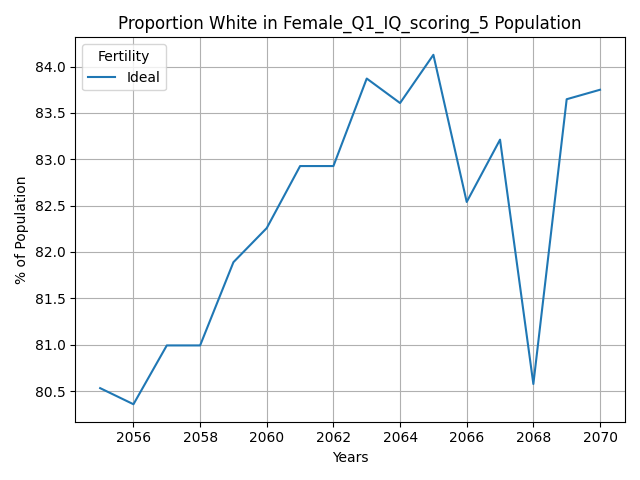 Proportion White in Female_Q1_IQ_scoring_5 Population
Fertility
Ideal
84.0
83.5
83.0
82.5
82.0
81.5
81.0
80.5
% of Population
2056 2058 2060 2062 2064 2066 2068 2070
Years